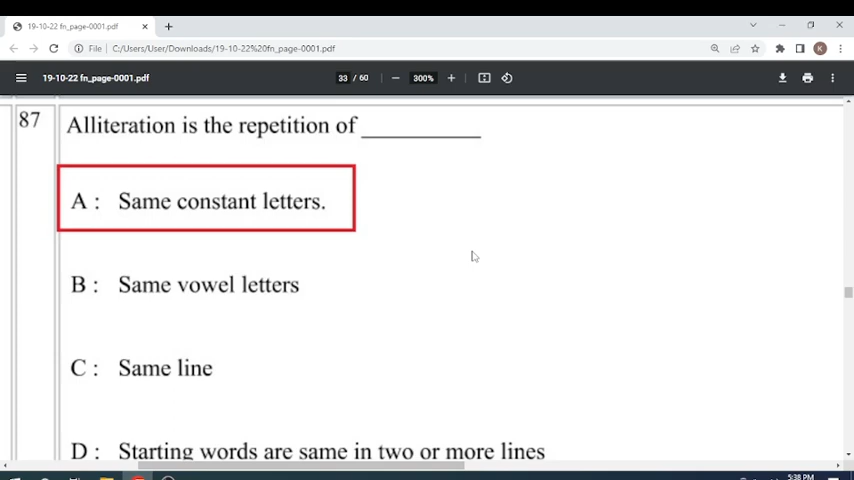 19-10-22 fn_page-0001.pdf
File C:/Users/User/Downloads/19-10-22%20fn_page-0001.pdf
K
19-10-22 fn_page-0001.pdf 33 / 60 300%
87 Alliteration is the repetition of __________
A : Same constant letters.
B : Same vowel letters
C : Same line
D : Starting words are same in two or more lines
5:38 PM